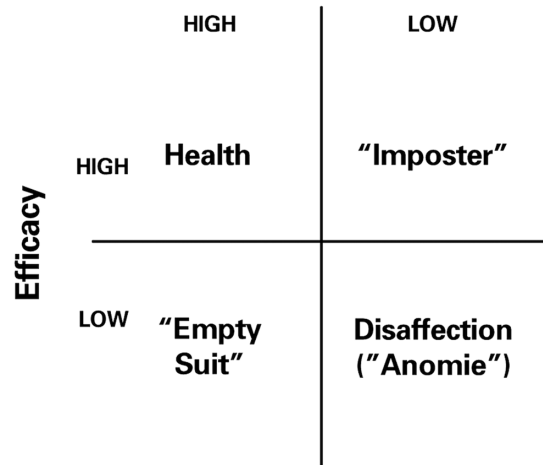 HIGH LOW
Efficacy
HIGH
Health
“Imposter”
LOW
“Empty
Suit”
Disaffection
(”Anomie”)